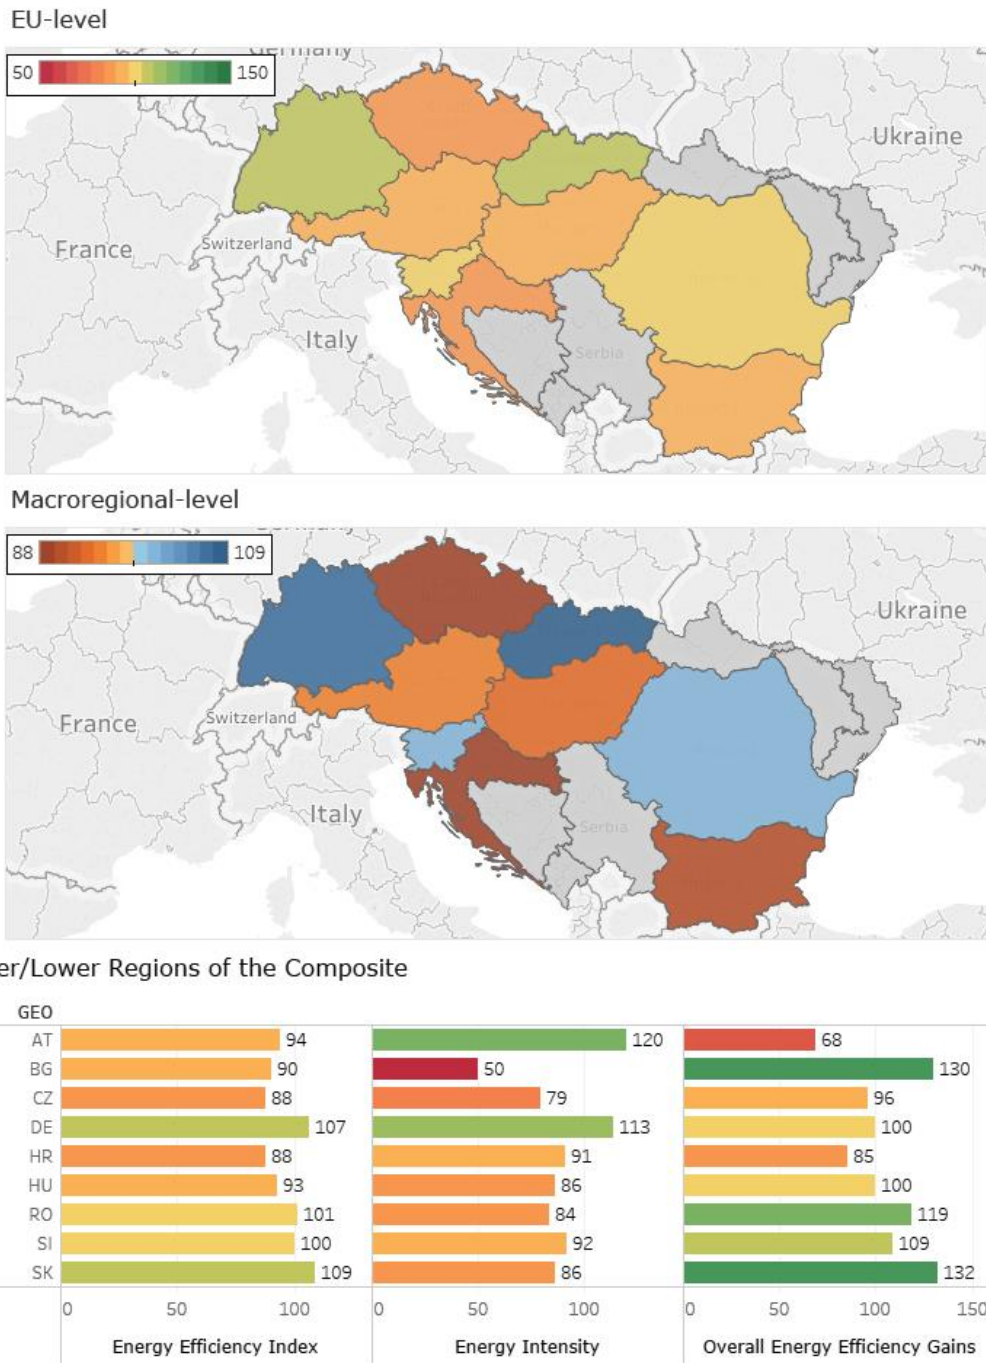 EU-level
Germany
50 150
Ukraine
France
Switzerland
Italy
Serbia
Macroregional-level
88 109
Ukraine
France
Switzerland
Italy
Serbia
er/Lower Regions of the Composite
GEO
AT 94 120 68
BG 90 50 130
CZ 88 79 96
DE 107 113 100
HR 88 91 85
HU 93 86 100
RO 101 84 119
SI 100 92 109
SK 109 86 132
0 50 100 0 50 100 0 50 100 150
Energy Efficiency Index Energy Intensity Overall Energy Efficiency Gains